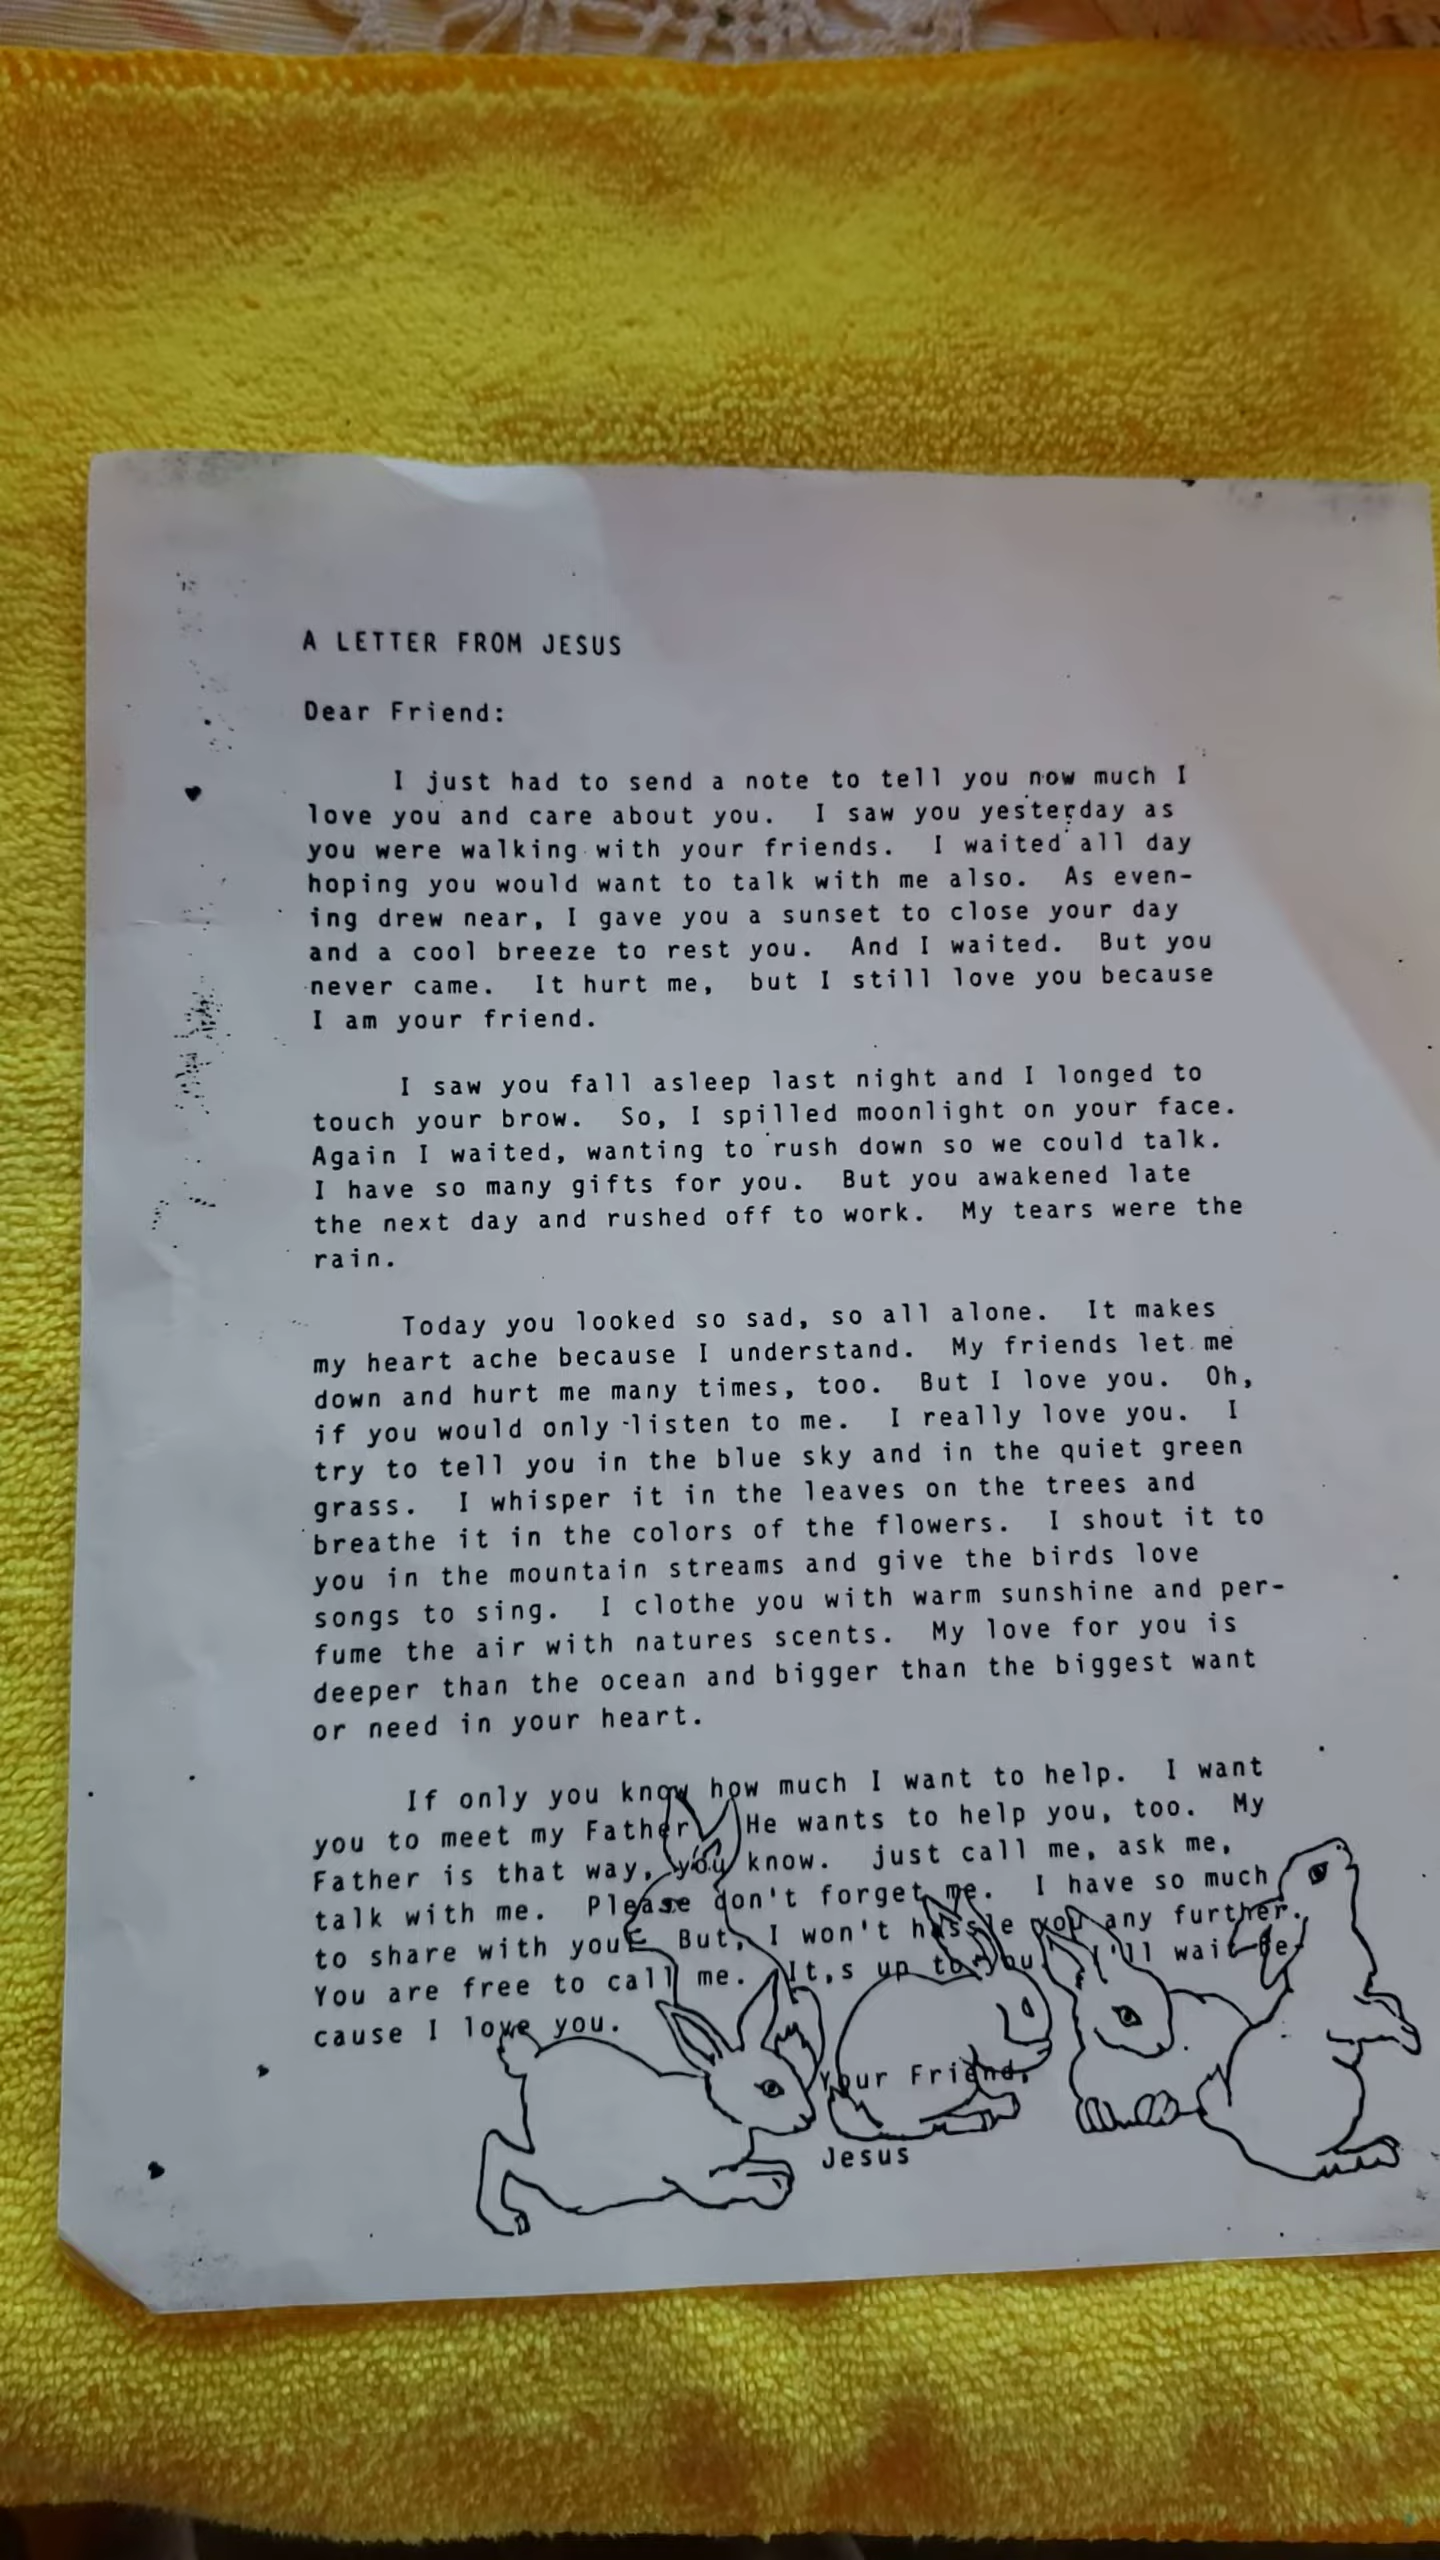 A LETTER FROM JESUS
Dear Friend:
I just had to send a note to tell you now much I
love you and care about you. I saw you yesterday as
you were walking with your friends. I waited all day
hoping you would want to talk with me also. As even-
ing drew near, I gave you a sunset to close your day
and a cool breeze to rest you. And I waited. But you
never came. It hurt me, but I still love you because
I am your friend.
I saw you fall asleep last night and I longed to
touch your brow. So, I spilled moonlight on your face.
Again I waited, wanting to rush down so we could talk.
I have so many gifts for you. But you awakened late
the next day and rushed off to work. My tears were the
rain.
Today you looked so sad, so all alone. It makes
my heart ache because I understand. My friends let me
down and hurt me many times, too. But I love you. Oh,
if you would only listen to me. I really love you. I
try to tell you in the blue sky and in the quiet green
grass. I whisper it in the leaves on the trees and
breathe it in the colors of the flowers. I shout it to
you in the mountain streams and give the birds love
songs to sing. I clothe you with warm sunshine and per-
fume the air with natures scents. My love for you is
deeper than the ocean and bigger than the biggest want
or need in your heart.
If only you know how much I want to help. I want
you to meet my Father. He wants to help you, too. My
Father is that way, you know. just call me, ask me,
talk with me. Please don't forget me. I have so much
to share with you. But, I won't hassle you any further.
You are free to call me. It,s up to you. I'll wait be-
cause I love you.
Your Friend,
Jesus